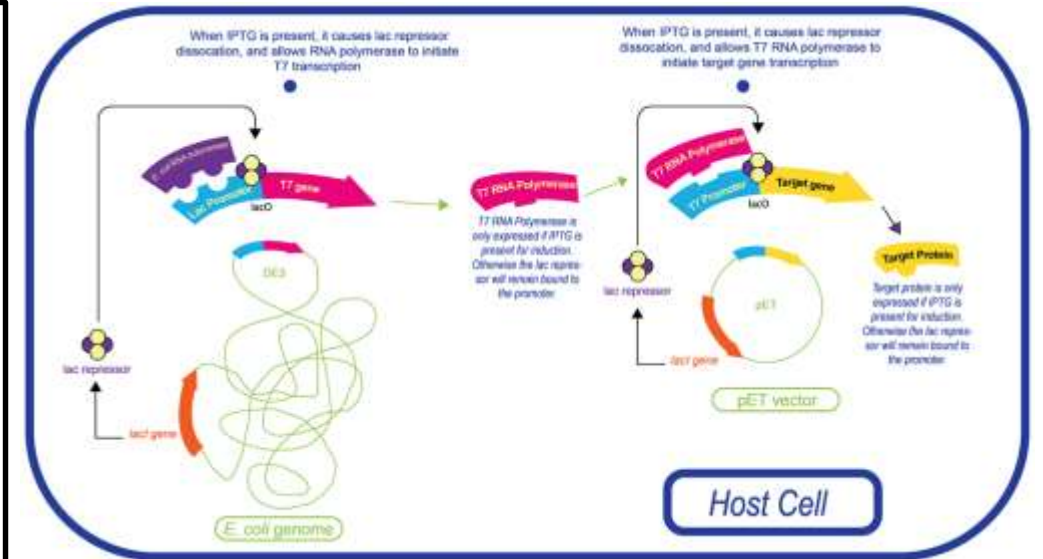 When IPTG is present, it causes lac repressor
dissocation, and allows RNA polymerase to initiate
T7 transcription
When IPTG is present, it causes lac repressor
dissocation, and allows T7 RNA polymerase to
initiate target gene transcription
E. coli RNA polymerase
Lac Promoter
T7 gene
lacO
T7 RNA Polymerase
T7 RNA Polymerase is
only expressed if IPTG is
present for induction.
Otherwise the lac repres-
sor will remain bound to
the promoter.
T7 RNA Polymerase
T7 Promoter
Target gene
lacO
Target Protein
Target protein is only
expressed if IPTG is
present for induction.
Otherwise the lac repres-
sor will remain bound to
the promoter.
DE3
lac repressor
lacI gene
E. coli genome
lac repressor
pET
lacI gene
pET vector
Host Cell